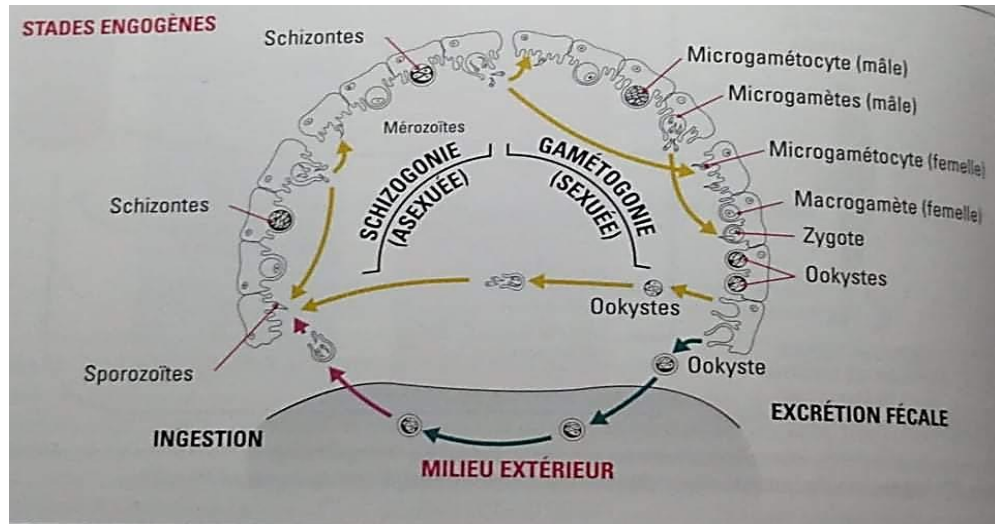 STADES ENGOGÈNES
Schizontes
Microgamétocyte (mâle)
Microgamètes (mâle)
Mérozoïtes
Microgamétocyte (femelle)
SCHIZOGONIE
(ASEXUÉE)
GAMÉTOGONIE
(SEXUÉE)
Schizontes
Macrogamète (femelle)
Zygote
Ookystes
Ookystes
Sporozoïtes
Ookyste
INGESTION
EXCRÉTION FÉCALE
MILIEU EXTÉRIEUR